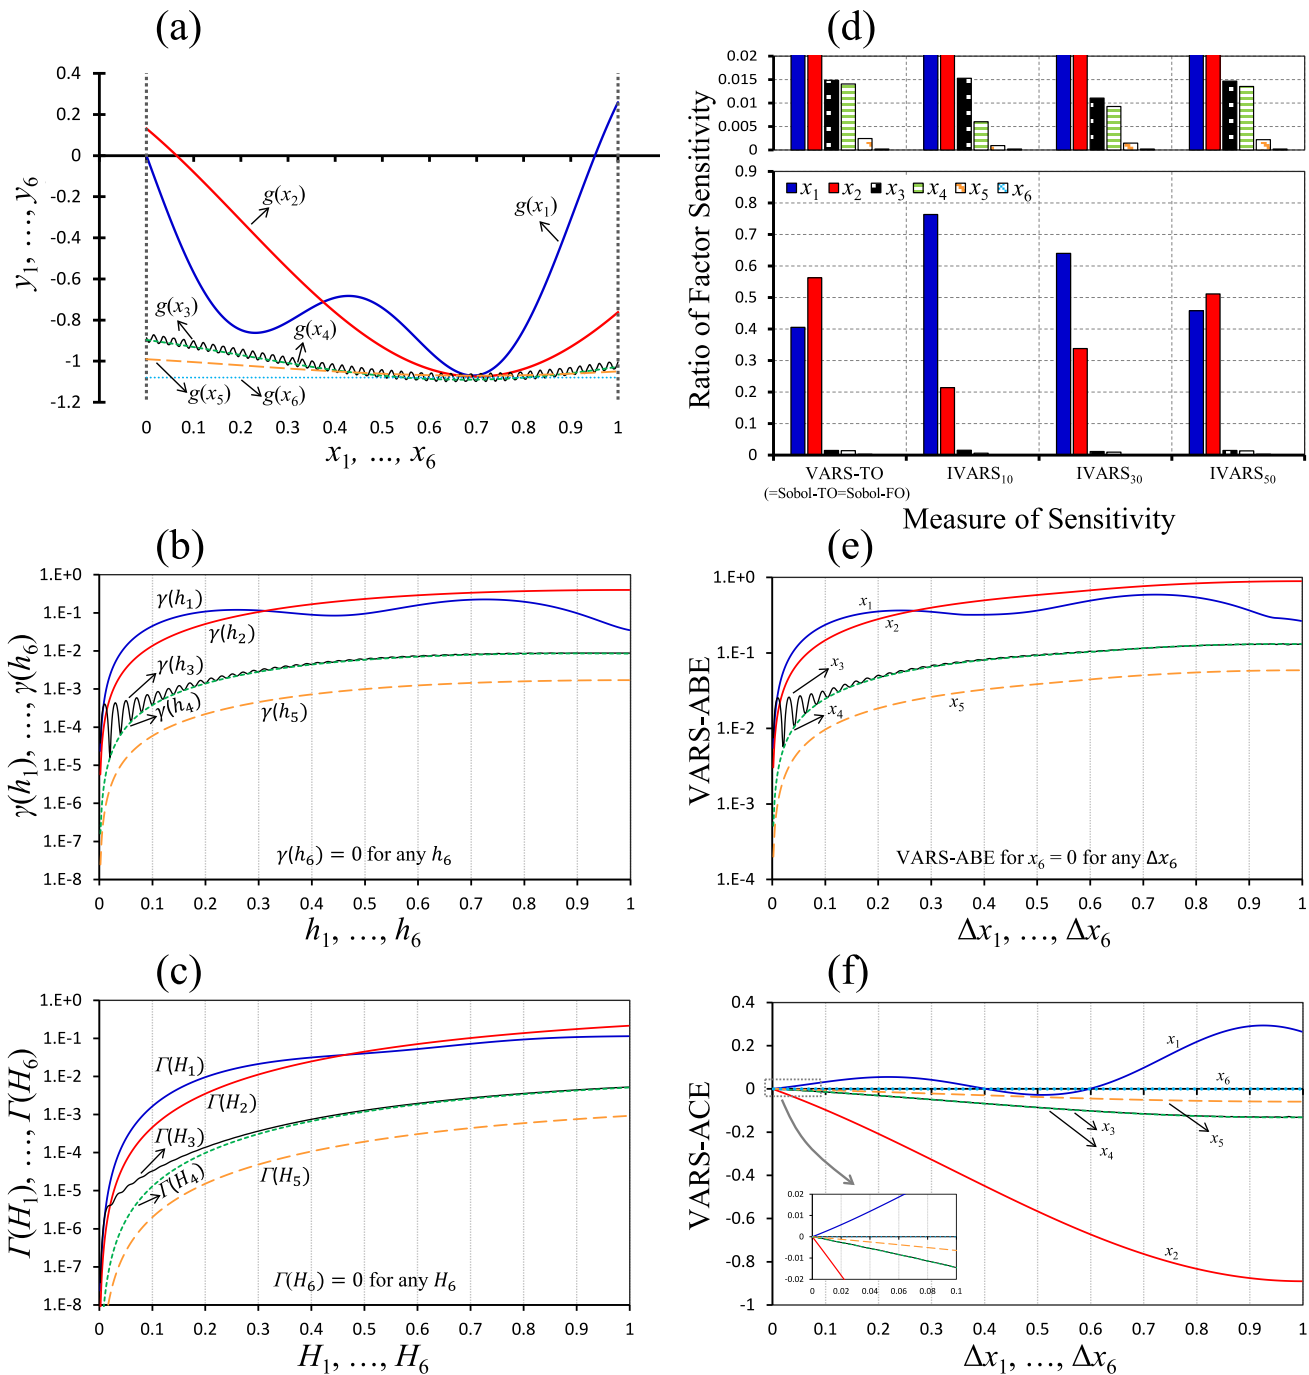 (a)
0.4
0.2
0
-0.2
-0.4
-0.6
-0.8
-1
-1.2
y1, ..., y6
g(x2)
g(x1)
g(x3)
g(x4)
g(x5)
g(x6)
0 0.1 0.2 0.3 0.4 0.5 0.6 0.7 0.8 0.9 1
x1, ..., x6
(d)
0.02
0.015
0.01
0.005
0
0.9
0.8
0.7
0.6
0.5
0.4
0.3
0.2
0.1
0
Ratio of Factor Sensitivity
x1 x2 x3 x4 x5 x6
VARS-TO IVARS10 IVARS30 IVARS50
(=Sobol-TO=Sobol-FO)
Measure of Sensitivity
(b)
1.E+0
1.E-1
1.E-2
1.E-3
1.E-4
1.E-5
1.E-6
1.E-7
1.E-8
γ(h1), ..., γ(h6)
γ(h1)
γ(h2)
γ(h3)
γ(h4)
γ(h5)
γ(h6) = 0 for any h6
0 0.1 0.2 0.3 0.4 0.5 0.6 0.7 0.8 0.9 1
h1, ..., h6
(e)
1.E+0
1.E-1
1.E-2
1.E-3
1.E-4
VARS-ABE
x1
x2
x3
x4
x5
VARS-ABE for x6 = 0 for any Δx6
0 0.1 0.2 0.3 0.4 0.5 0.6 0.7 0.8 0.9 1
Δx1, ..., Δx6
(c)
1.E+0
1.E-1
1.E-2
1.E-3
1.E-4
1.E-5
1.E-6
1.E-7
1.E-8
Γ(H1), ..., Γ(H6)
Γ(H1)
Γ(H2)
Γ(H3)
Γ(H4)
Γ(H5)
Γ(H6) = 0 for any H6
0 0.1 0.2 0.3 0.4 0.5 0.6 0.7 0.8 0.9 1
H1, ..., H6
(f)
0.4
0.2
0
-0.2
-0.4
-0.6
-0.8
-1
VARS-ACE
x1
x6
x3
x4
x5
x2
0.02
0.01
0
-0.01
-0.02
0 0.02 0.04 0.06 0.08 0.1
0 0.1 0.2 0.3 0.4 0.5 0.6 0.7 0.8 0.9 1
Δx1, ..., Δx6